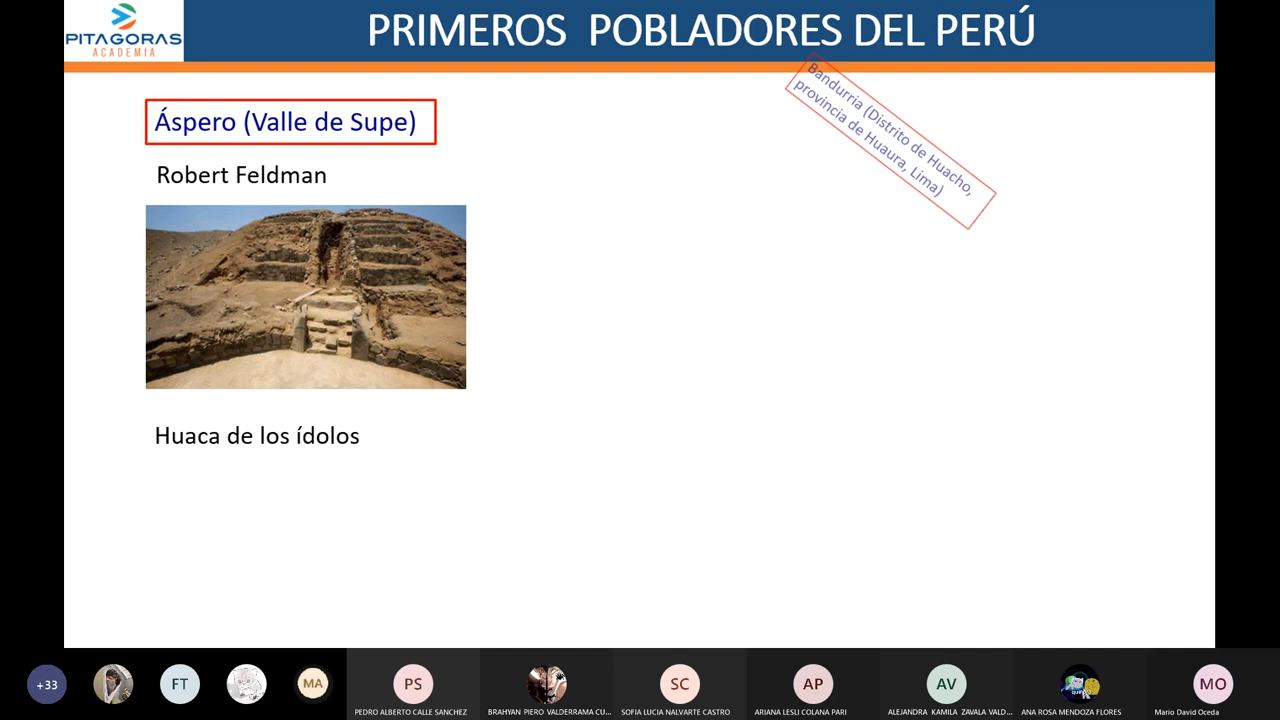 PITAGORAS
ACADEMIA
PRIMEROS POBLADORES DEL PERÚ
Áspero (Valle de Supe)
Robert Feldman
Huaca de los ídolos
Bandurria (Distrito de Huacho,
provincia de Huaura, Lima)
+33
FT
MA
PS
PEDRO ALBERTO CALLE SANCHEZ
BRAHYAN PIERO VALDERRAMA CU...
SC
SOFIA LUCIA NALVARTE CASTRO
AP
ARIANA LESLI COLANA PARI
AV
ALEJANDRA KAMILA ZAVALA VALD...
ANA ROSA MENDOZA FLORES
MO
Mario David Oceda